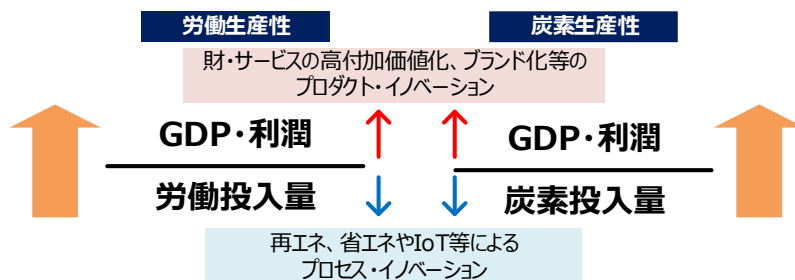 労働生産性
炭素生産性
財・サービスの高付加価値化、ブランド化等の
プロダクト・イノベーション
GDP・利潤
労働投入量
GDP・利潤
炭素投入量
再エネ、省エネやIoT等による
プロセス・イノベーション